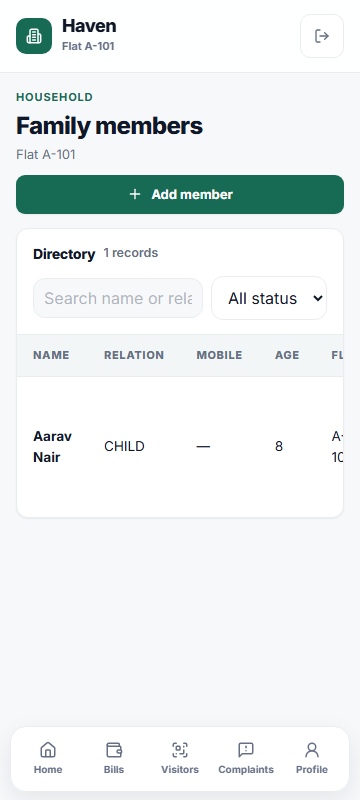 Haven
Flat A-101
HOUSEHOLD
Family members
Flat A-101
+ Add member
Directory 1 records
Search name or rela
All status
NAME RELATION MOBILE AGE
Aarav Nair CHILD — 8
Home Bills Visitors Complaints Profile